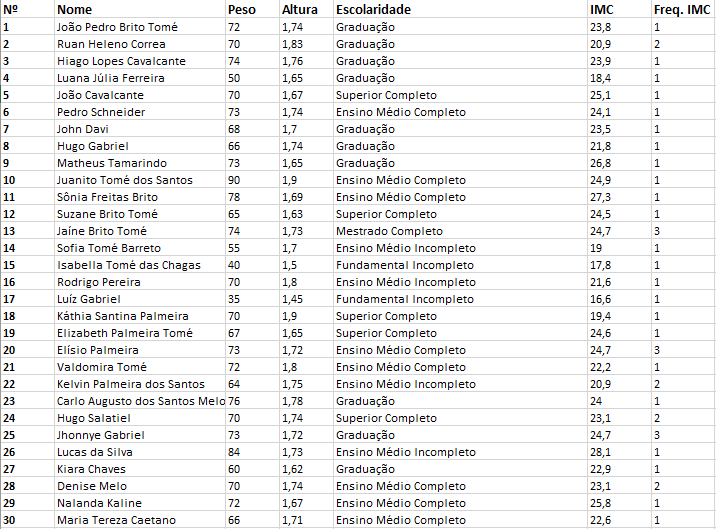 Nº Nome Peso Altura Escolaridade IMC Freq. IMC
1 João Pedro Brito Tomé 72 1,74 Graduação 23,8 1
2 Ruan Heleno Correa 70 1,83 Graduação 20,9 2
3 Hiago Lopes Cavalcante 74 1,76 Graduação 23,9 1
4 Luana Júlia Ferreira 50 1,65 Graduação 18,4 1
5 João Cavalcante 70 1,67 Superior Completo 25,1 1
6 Pedro Schneider 73 1,74 Ensino Médio Completo 24,1 1
7 John Davi 68 1,7 Graduação 23,5 1
8 Hugo Gabriel 66 1,74 Graduação 21,8 1
9 Matheus Tamarindo 73 1,65 Graduação 26,8 1
10 Juanito Tomé dos Santos 90 1,9 Ensino Médio Completo 24,9 1
11 Sônia Freitas Brito 78 1,69 Ensino Médio Completo 27,3 1
12 Suzane Brito Tomé 65 1,63 Superior Completo 24,5 1
13 Jaíne Brito Tomé 74 1,73 Mestrado Completo 24,7 3
14 Sofia Tomé Barreto 55 1,7 Ensino Médio Incompleto 19 1
15 Isabella Tomé das Chagas 40 1,5 Fundamental Incompleto 17,8 1
16 Rodrigo Pereira 70 1,8 Ensino Médio Incompleto 21,6 1
17 Luíz Gabriel 35 1,45 Fundamental Incompleto 16,6 1
18 Káthia Santina Palmeira 70 1,9 Superior Completo 19,4 1
19 Elizabeth Palmeira Tomé 67 1,65 Superior Completo 24,6 1
20 Elísio Palmeira 73 1,72 Ensino Médio Completo 24,7 3
21 Valdomira Tomé 72 1,8 Ensino Médio Completo 22,2 1
22 Kelvin Palmeira dos Santos 64 1,75 Ensino Médio Incompleto 20,9 2
23 Carlo Augusto dos Santos Melo 76 1,78 Graduação 24 1
24 Hugo Salatiel 70 1,74 Superior Completo 23,1 2
25 Jhonnye Gabriel 73 1,72 Graduação 24,7 3
26 Lucas da Silva 84 1,73 Ensino Médio Incompleto 28,1 1
27 Kiara Chaves 60 1,62 Graduação 22,9 1
28 Denise Melo 70 1,74 Ensino Médio Completo 23,1 2
29 Nalanda Kaline 72 1,67 Ensino Médio Completo 25,8 1
30 Maria Tereza Caetano 66 1,71 Ensino Médio Completo 22,6 1